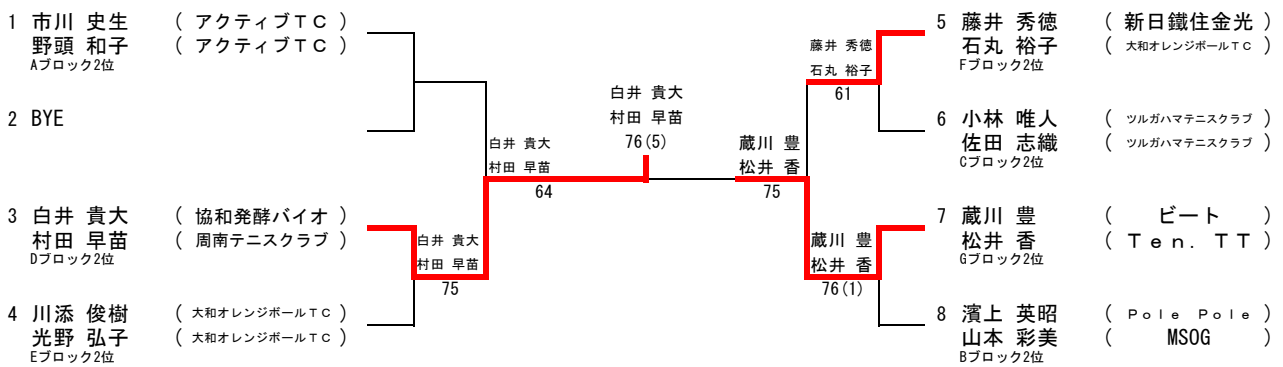 1 市川 史生 ( アクティブTC )
野頭 和子 ( アクティブTC )
Aブロック2位
2 BYE
3 白井 貴大 ( 協和発酵バイオ )
村田 早苗 ( 周南テニスクラブ )
Dブロック2位
4 川添 俊樹 ( 大和オレンジボールTC )
光野 弘子 ( 大和オレンジボールTC )
Eブロック2位
白井 貴大
村田 早苗
75
白井 貴大
村田 早苗
64
白井 貴大
村田 早苗
76(5)
蔵川 豊
松井 香
75
藤井 秀徳
石丸 裕子
61
蔵川 豊
松井 香
76(1)
5 藤井 秀徳 ( 新日鐵住金光 )
石丸 裕子 ( 大和オレンジボールTC )
Fブロック2位
6 小林 唯人 ( ツルガハマテニスクラブ )
佐田 志織 ( ツルガハマテニスクラブ )
Cブロック2位
7 蔵川 豊 ( ビート )
松井 香 ( Ten. TT )
Gブロック2位
8 濱上 英昭 ( Pole Pole )
山本 彩美 ( MSOG )
Bブロック2位